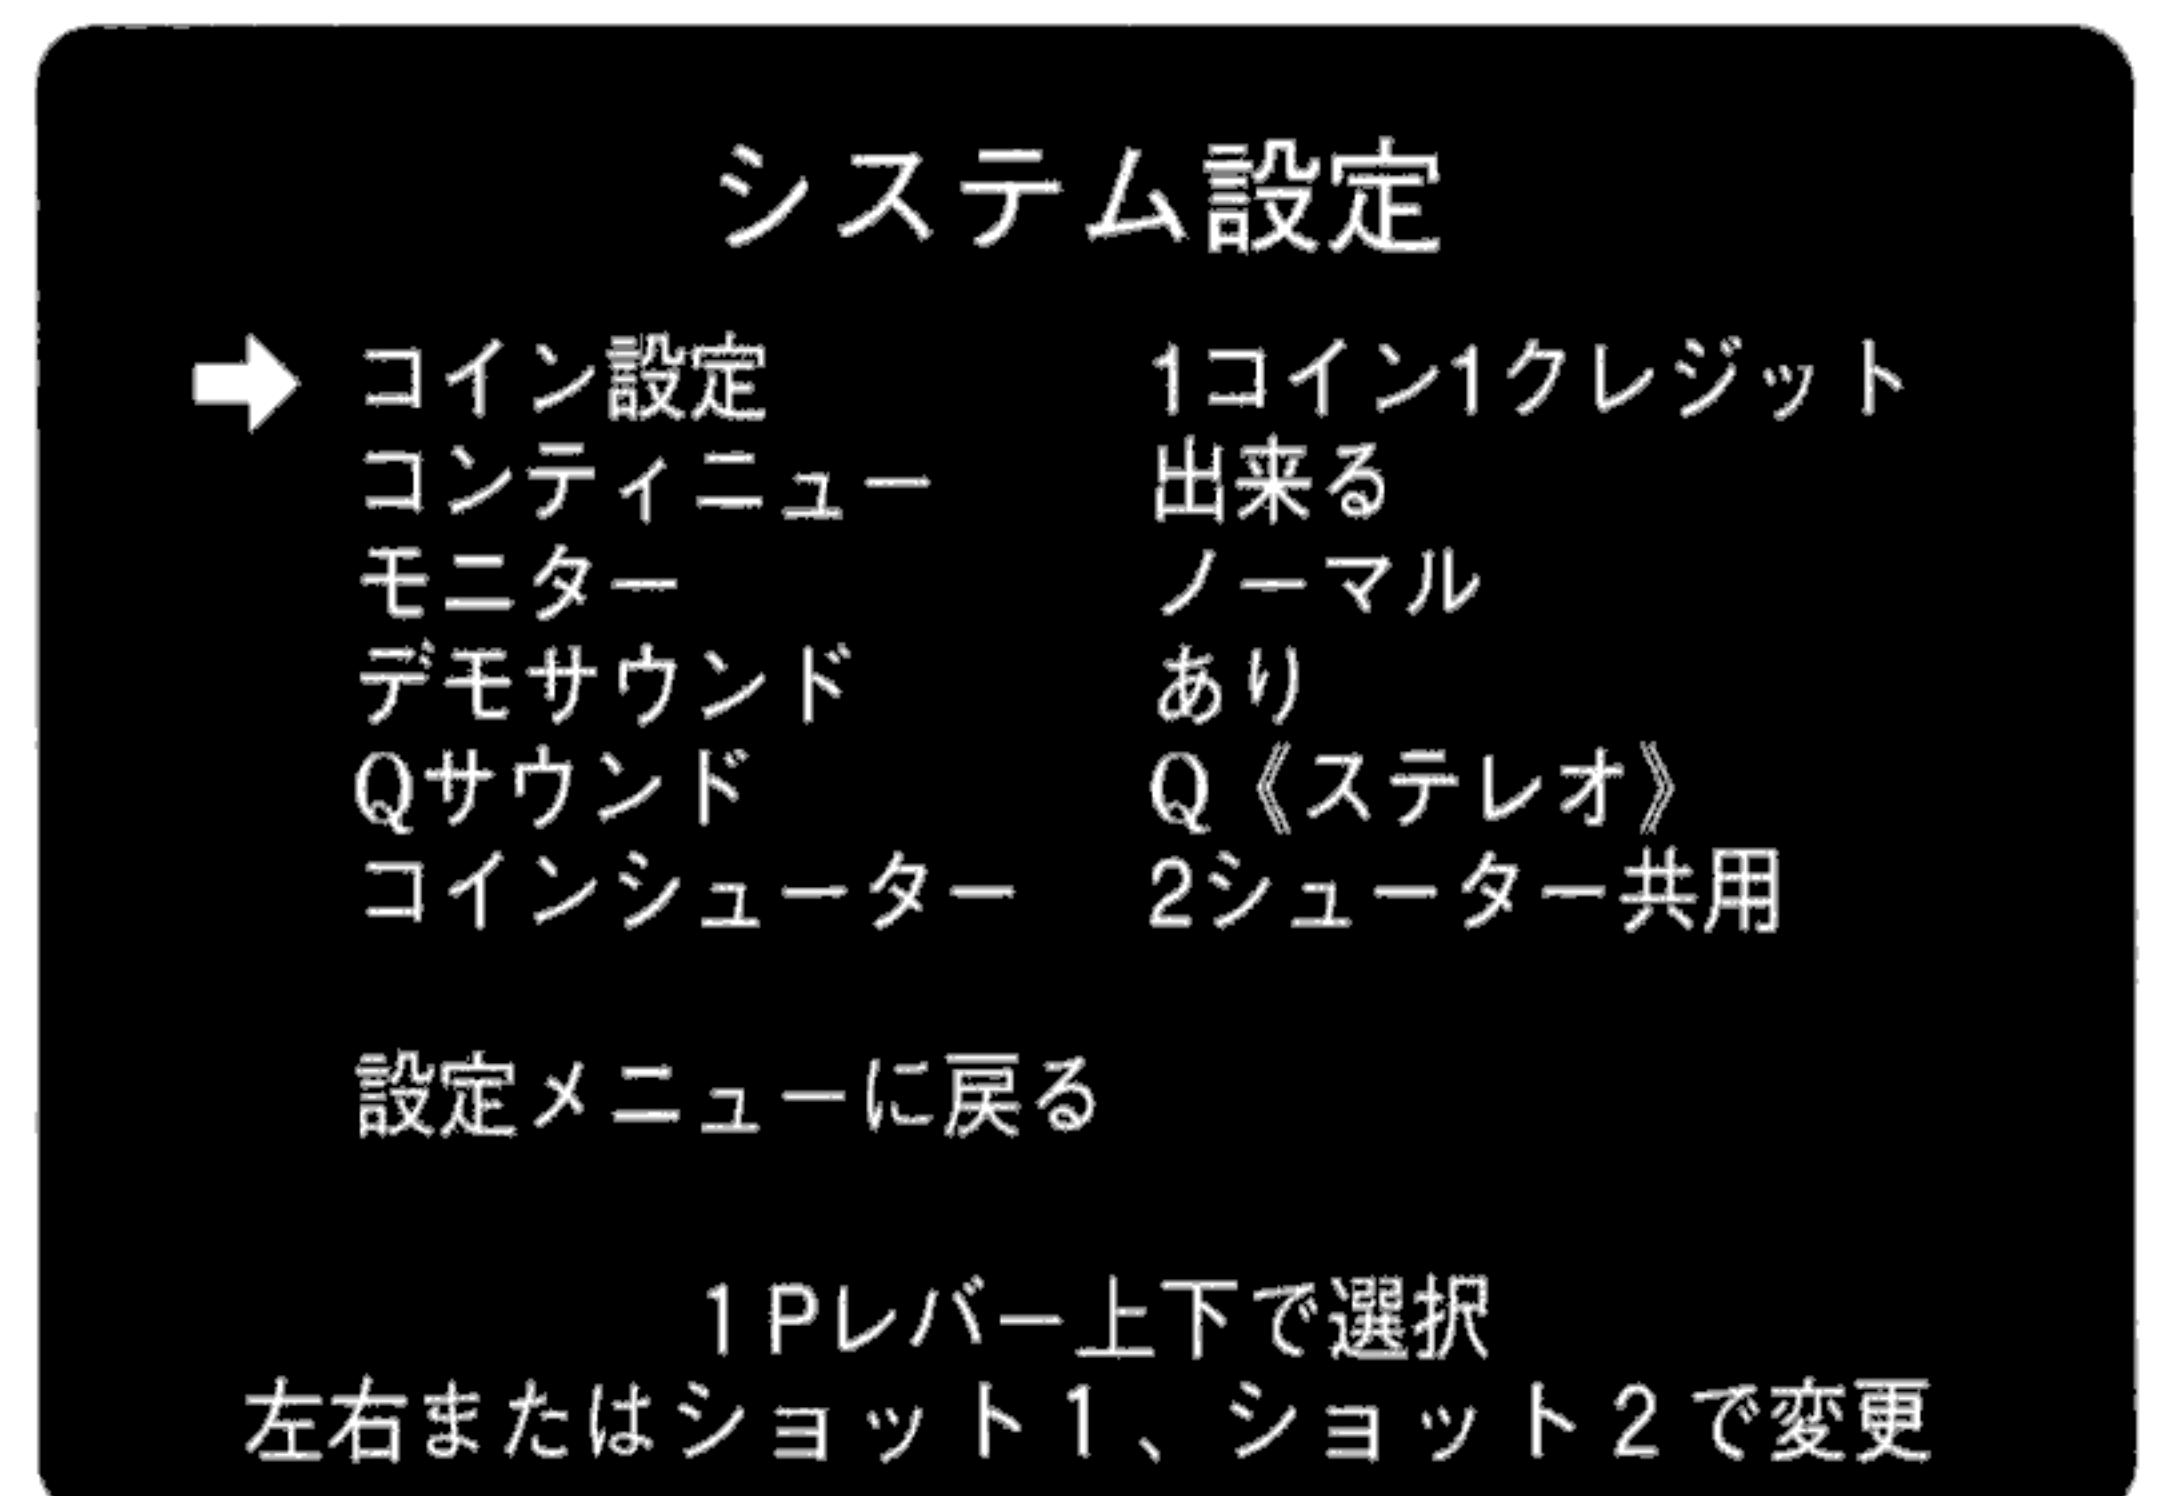 システム設定
コイン設定 1コイン1クレジット
コンティニュー 出来る
モニター ノーマル
デモサウンド あり
Qサウンド Q《ステレオ》
コインシューター 2シューター共用
設定メニューに戻る
1Pレバー上下で選択
左右またはショット1、ショット2で変更